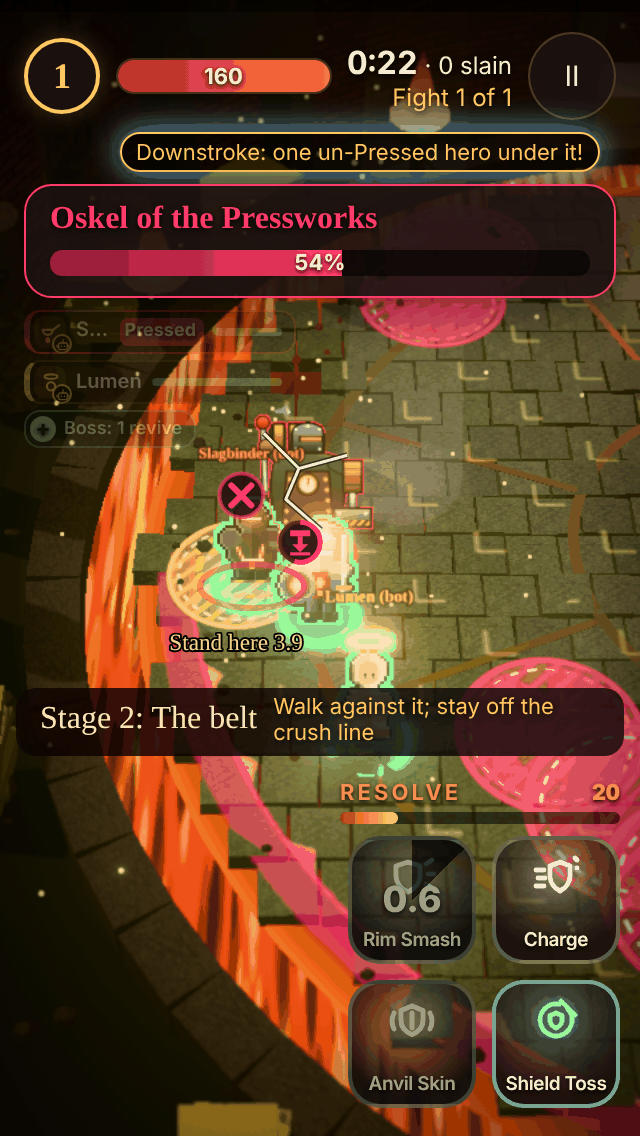 1
160
0:22 · 0 slain
Fight 1 of 1
Downstroke: one un-Pressed hero under it!
Oskel of the Pressworks
54%
S... Pressed
Lumen
Boss: 1 revive
Slagbinder (bot)
Lumen (bot)
Stand here 3.9
Stage 2: The belt
Walk against it; stay off the
crush line
RESOLVE 20
0.6
Rim Smash
Charge
Anvil Skin
Shield Toss